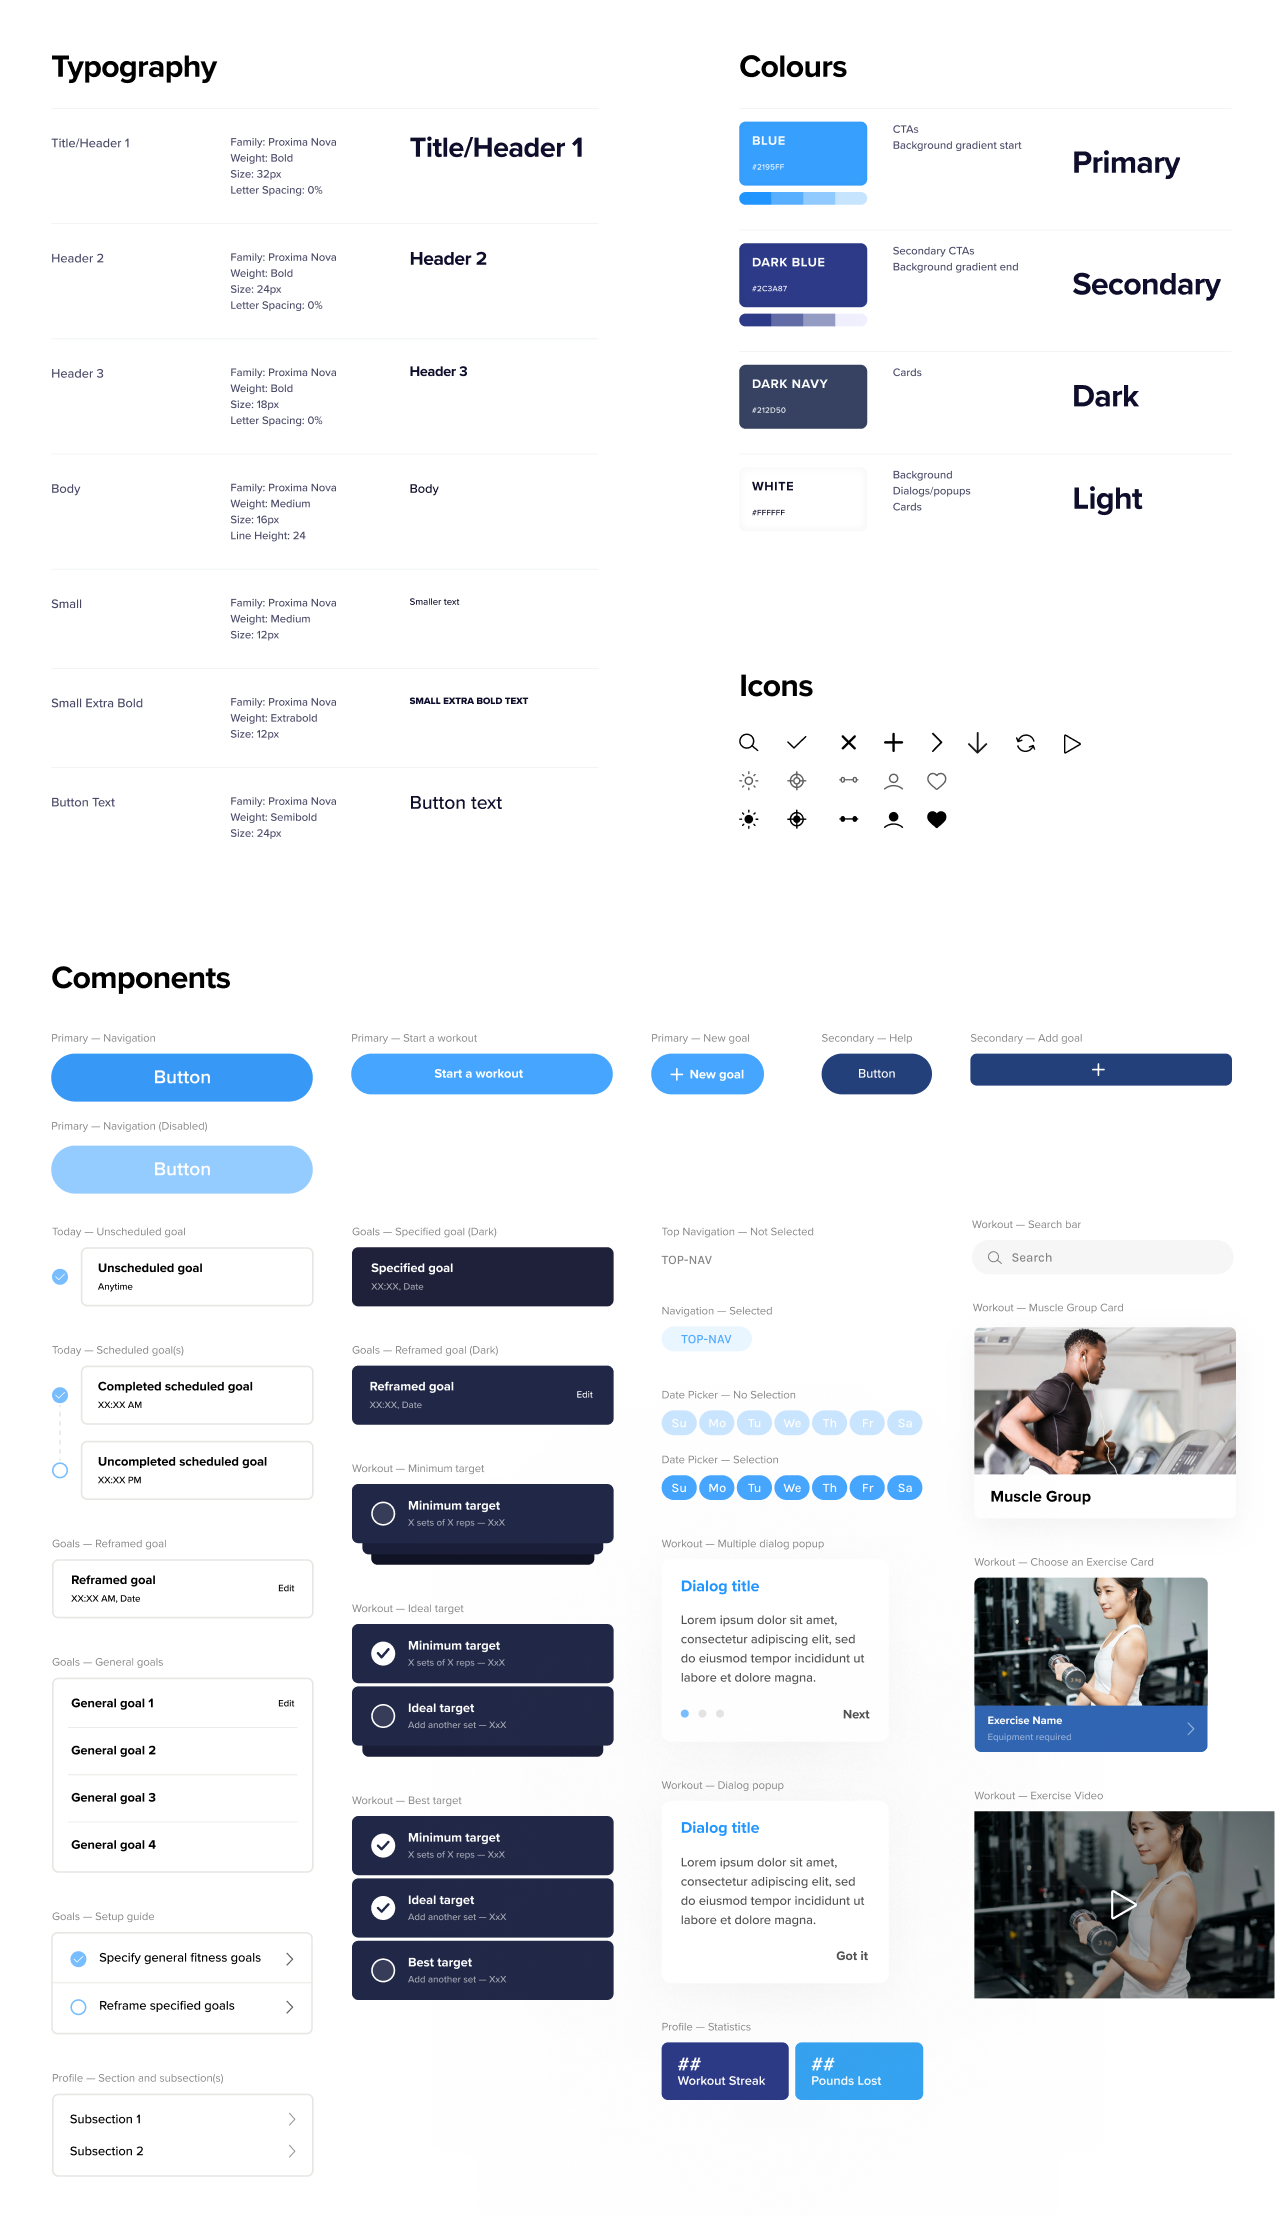 Typography
Title/Header 1
Family: Proxima Nova
Weight: Bold
Size: 32px
Letter Spacing: 0%
Title/Header 1
Header 2
Family: Proxima Nova
Weight: Bold
Size: 24px
Letter Spacing: 0%
Header 2
Header 3
Family: Proxima Nova
Weight: Bold
Size: 18px
Letter Spacing: 0%
Header 3
Body
Family: Proxima Nova
Weight: Medium
Size: 16px
Line Height: 24
Body
Small
Family: Proxima Nova
Weight: Medium
Size: 12px
Smaller text
Small Extra Bold
Family: Proxima Nova
Weight: Extrabold
Size: 12px
SMALL EXTRA BOLD TEXT
Button Text
Family: Proxima Nova
Weight: Semibold
Size: 24px
Button text
Colours
BLUE
#2195FF
CTAs
Background gradient start
Primary
DARK BLUE
#2C3A87
Secondary CTAs
Background gradient end
Secondary
DARK NAVY
#212D50
Cards
Dark
WHITE
#FFFFFF
Background
Dialogs/popups
Cards
Light
Icons
Components
Primary — Navigation
Button
Primary — Start a workout
Start a workout
Primary — New goal
New goal
Secondary — Help
Button
Secondary — Add goal
Primary — Navigation (Disabled)
Button
Today — Unscheduled goal
Unscheduled goal
Anytime
Today — Scheduled goal(s)
Completed scheduled goal
XX:XX AM
Uncompleted scheduled goal
XX:XX PM
Goals — Reframed goal
Reframed goal
XX:XX AM, Date
Edit
Goals — General goals
General goal 1
Edit
General goal 2
General goal 3
General goal 4
Goals — Setup guide
Specify general fitness goals
Reframe specified goals
Profile — Section and subsection(s)
Subsection 1
Subsection 2
Goals — Specified goal (Dark)
Specified goal
XX:XX, Date
Goals — Reframed goal (Dark)
Reframed goal
XX:XX, Date
Edit
Workout — Minimum target
Minimum target
X sets of X reps — XxX
Workout — Ideal target
Minimum target
X sets of X reps — XxX
Ideal target
Add another set — XxX
Workout — Best target
Minimum target
X sets of X reps — XxX
Ideal target
Add another set — XxX
Best target
Add another set — XxX
Top Navigation — Not Selected
TOP-NAV
Navigation — Selected
TOP-NAV
Date Picker — No Selection
Su Mo Tu We Th Fr Sa
Date Picker — Selection
Su Mo Tu We Th Fr Sa
Workout — Multiple dialog popup
Dialog title
Lorem ipsum dolor sit amet,
consectetur adipiscing elit, sed
do eiusmod tempor incididunt ut
labore et dolore magna.
Next
Workout — Dialog popup
Dialog title
Lorem ipsum dolor sit amet,
consectetur adipiscing elit, sed
do eiusmod tempor incididunt ut
labore et dolore magna.
Got it
Profile — Statistics
##
Workout Streak
##
Pounds Lost
Workout — Search bar
Search
Workout — Muscle Group Card
Muscle Group
Workout — Choose an Exercise Card
Exercise Name
Equipment required
Workout — Exercise Video